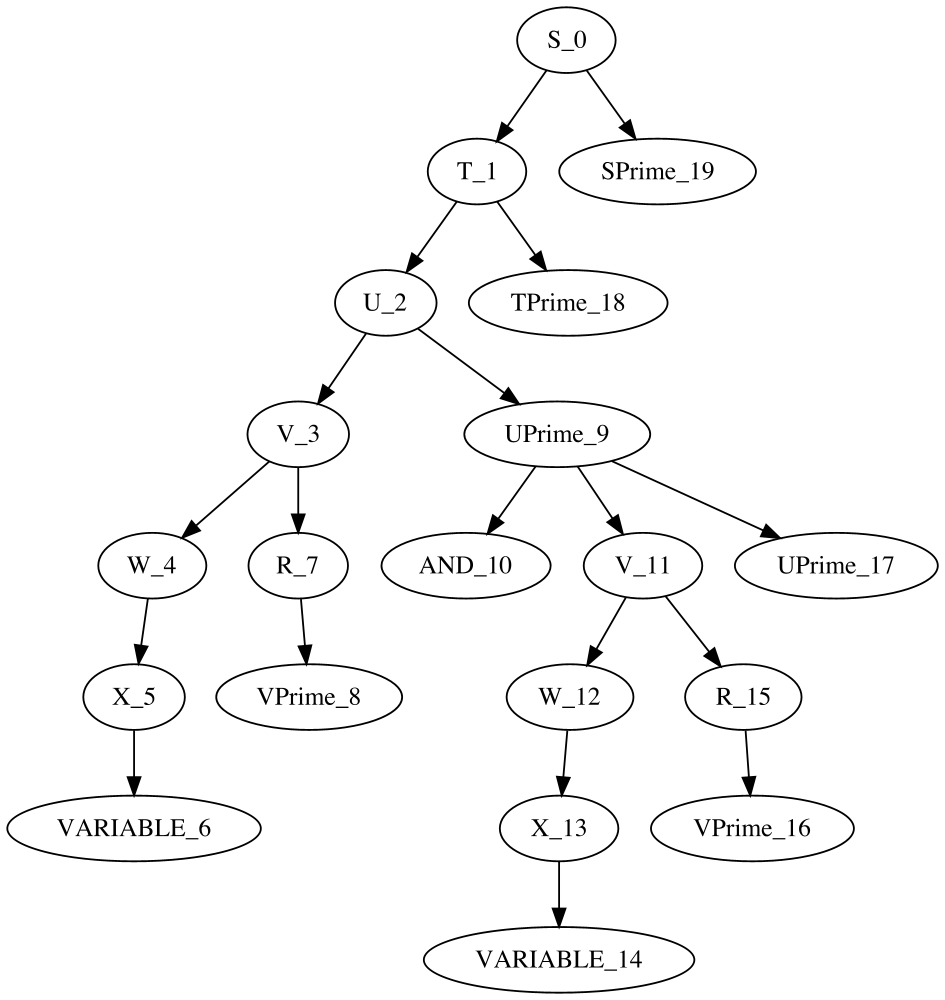 S_0
T_1
SPrime_19
U_2
TPrime_18
V_3
UPrime_9
W_4
R_7
AND_10
V_11
UPrime_17
X_5
VPrime_8
W_12
R_15
VARIABLE_6
X_13
VPrime_16
VARIABLE_14